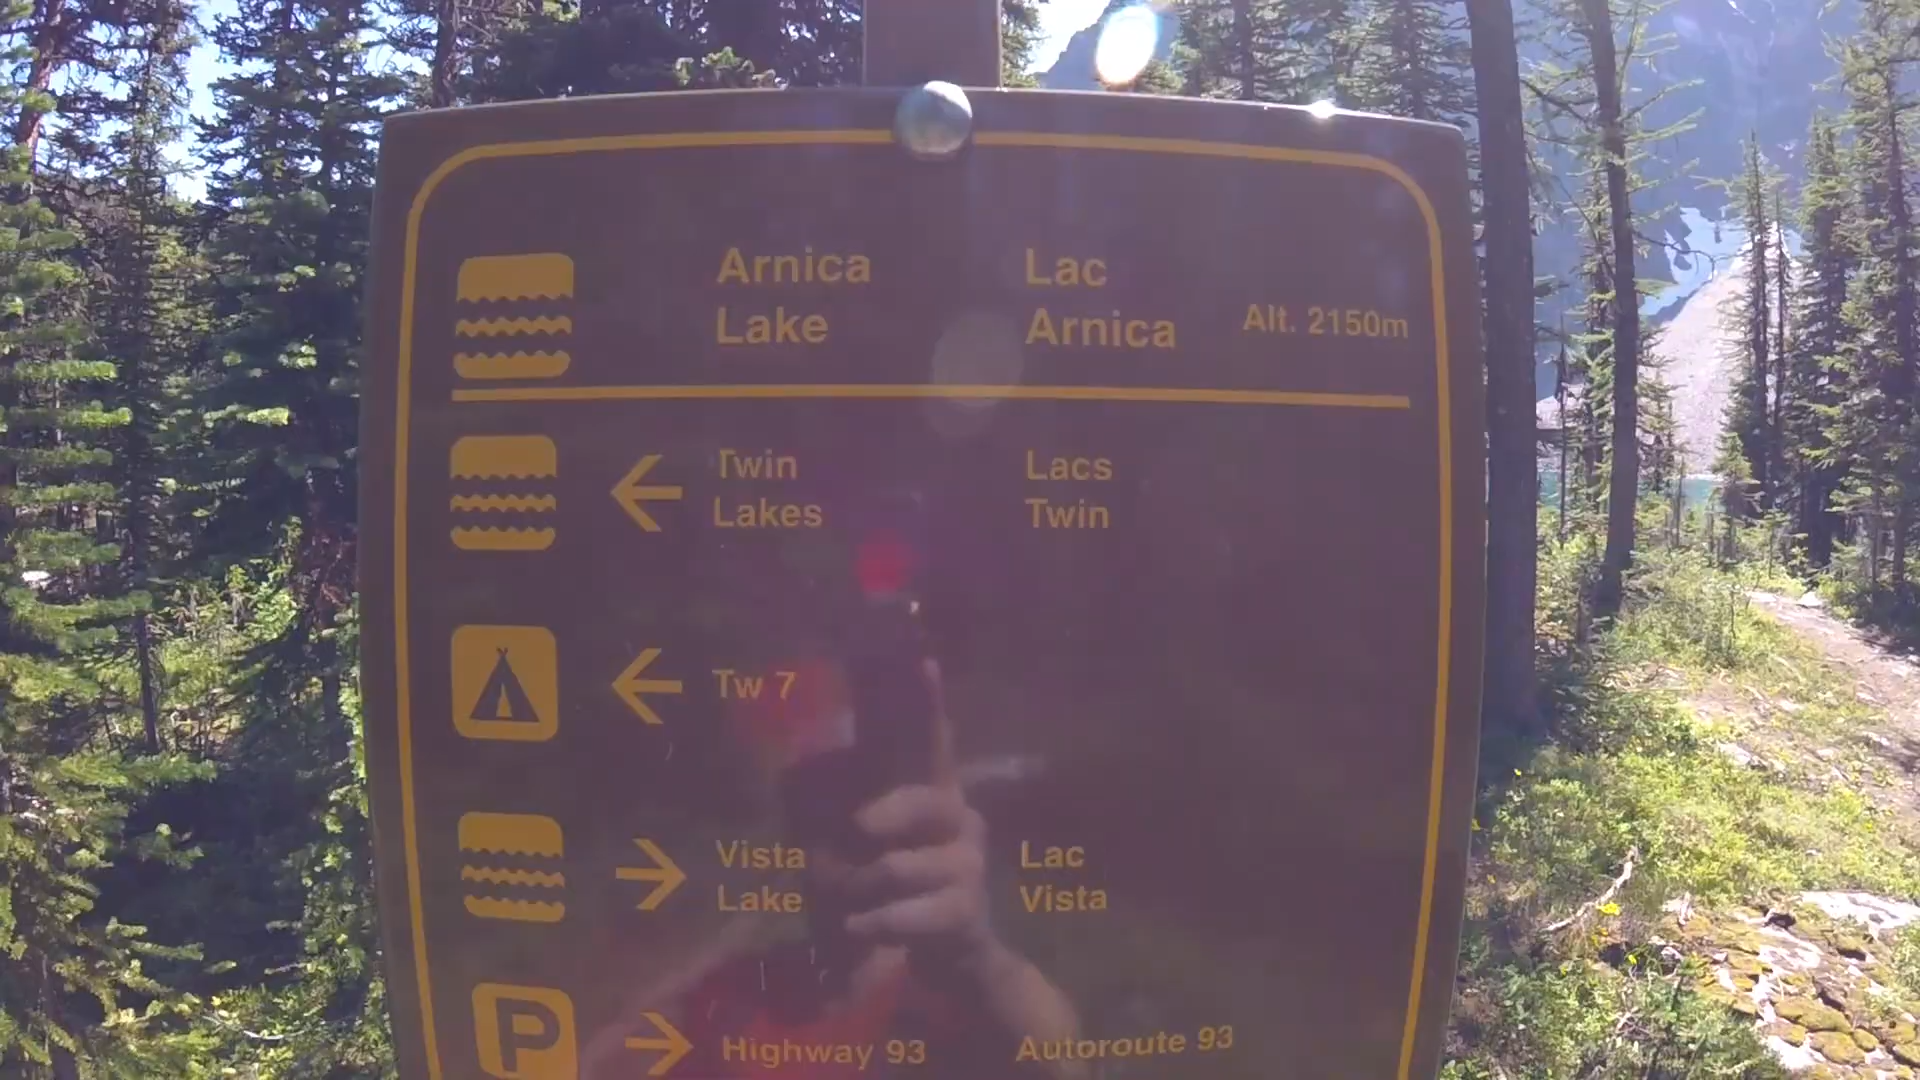 Arnica Lake
Lac Arnica
Alt. 2150m
Twin Lakes
Lacs Twin
Tw 7
Vista Lake
Lac Vista
P
Highway 93
Autoroute 93